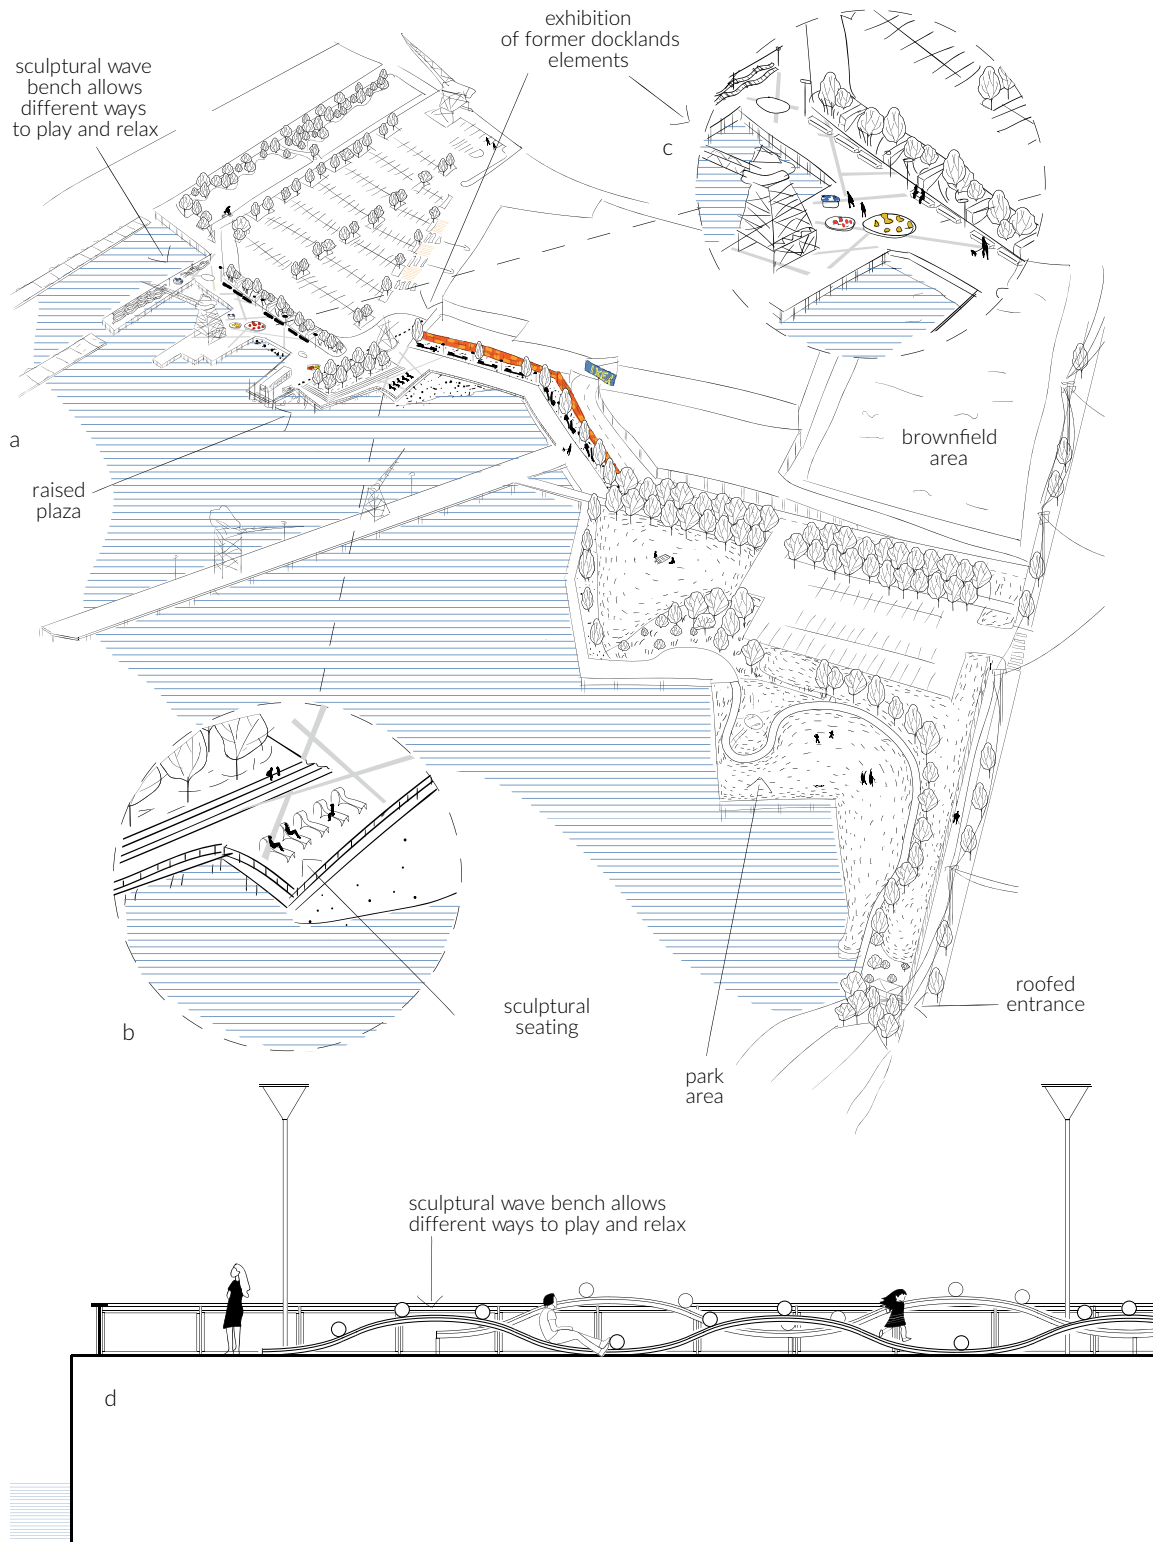 exhibition
of former docklands
elements
sculptural wave
bench allows
different ways
to play and relax
c
a
brownfield
area
raised
plaza
IKEA
sculptural
seating
b
roofed
entrance
park
area
sculptural wave bench allows
different ways to play and relax
d